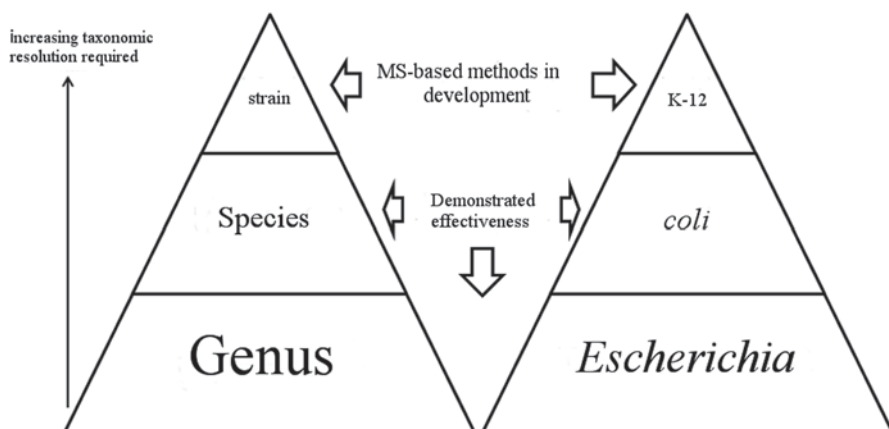 increasing taxonomic
resolution required
MS-based methods in
development
strain
K-12
Demonstrated
effectiveness
Species
coli
Genus
Escherichia